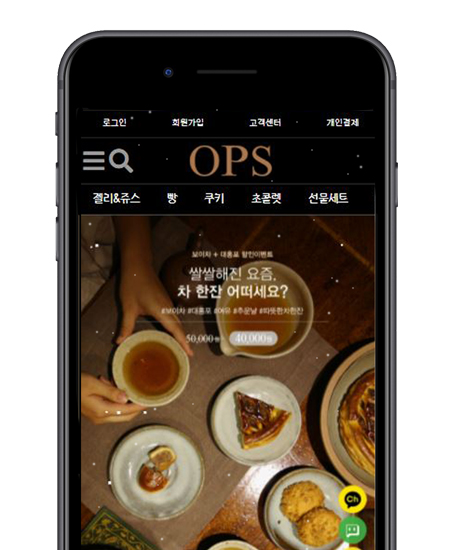 로그인 회원가입 고객센터 개인결제
OPS
젤리&쥬스 빵 쿠키 초콜렛 선물세트
보이차 + 대홍포 할인이벤트
쌀쌀해진 요즘,
차 한잔 어떠세요?
#보이차 #대홍포 #여유 #추운날 #따뜻한차한잔
50,000원 40,000원
Ch